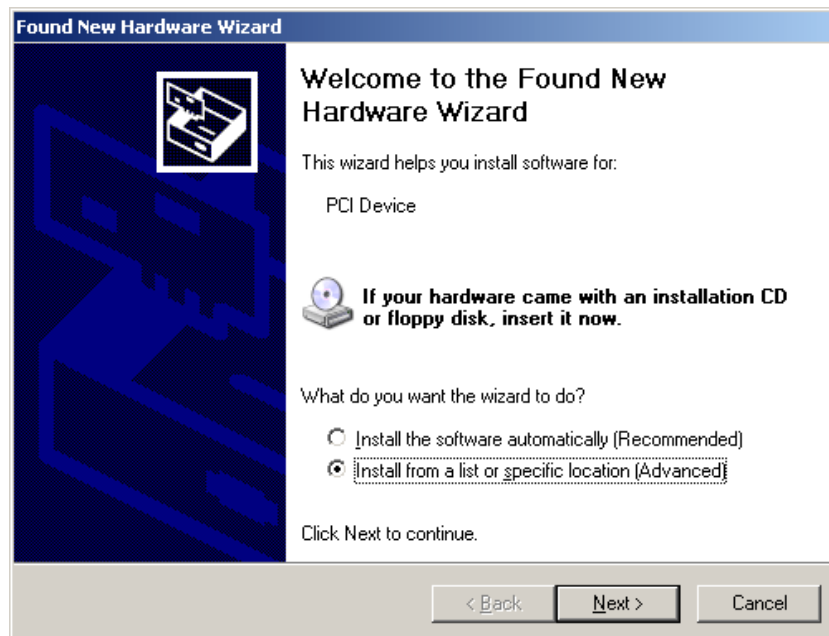 Found New Hardware Wizard
Welcome to the Found New
Hardware Wizard
This wizard helps you install software for:
PCI Device
If your hardware came with an installation CD
or floppy disk, insert it now.
What do you want the wizard to do?
Install the software automatically (Recommended)
Install from a list or specific location (Advanced)
Click Next to continue.
< Back
Next >
Cancel